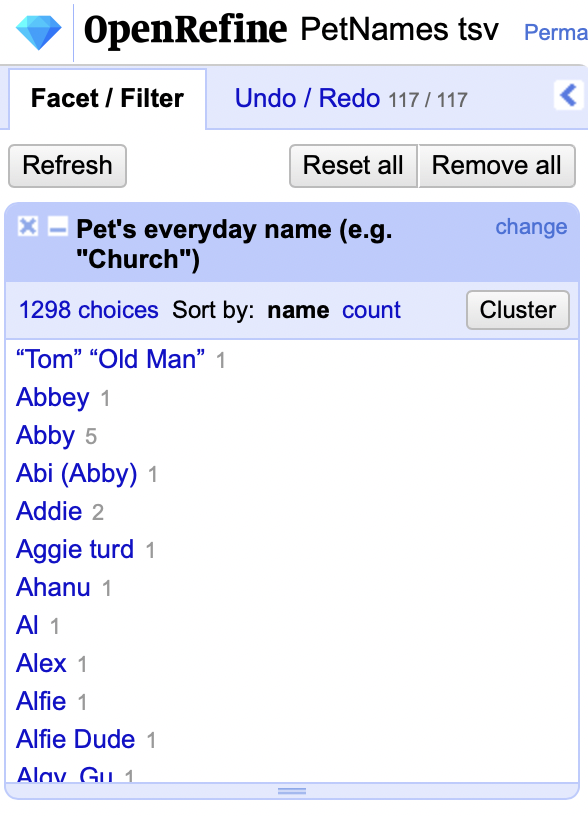 OpenRefine PetNames tsv Perma
Facet / Filter Undo / Redo 117 / 117
Refresh Reset all Remove all
Pet's everyday name (e.g. change
"Church")
1298 choices Sort by: name count Cluster
“Tom” “Old Man” 1
Abbey 1
Abby 5
Abi (Abby) 1
Addie 2
Aggie turd 1
Ahanu 1
Al 1
Alex 1
Alfie 1
Alfie Dude 1
Algy, Gu 1